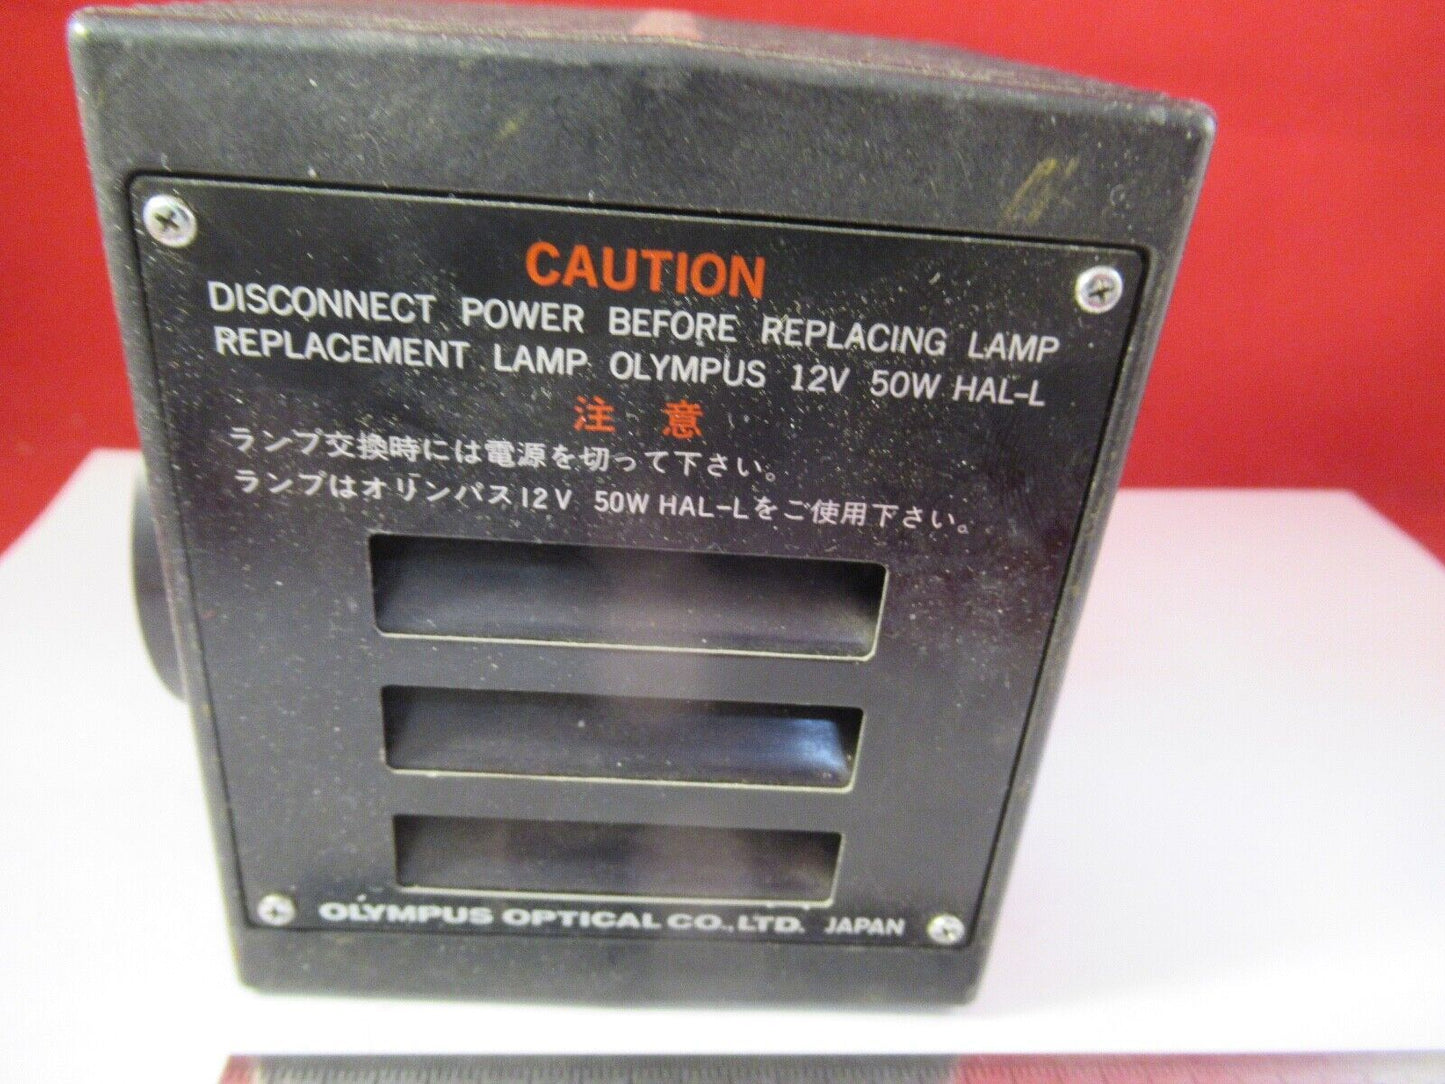 CAUTION
DISCONNECT POWER BEFORE REPLACING LAMP
REPLACEMENT LAMP OLYMPUS 12V 50W HAL-L
注 意
ランプ交換時には電源を切って下さい。
ランプはオリンパス12V 50W HAL-Lをご使用下さい。
OLYMPUS OPTICAL CO.,LTD. JAPAN